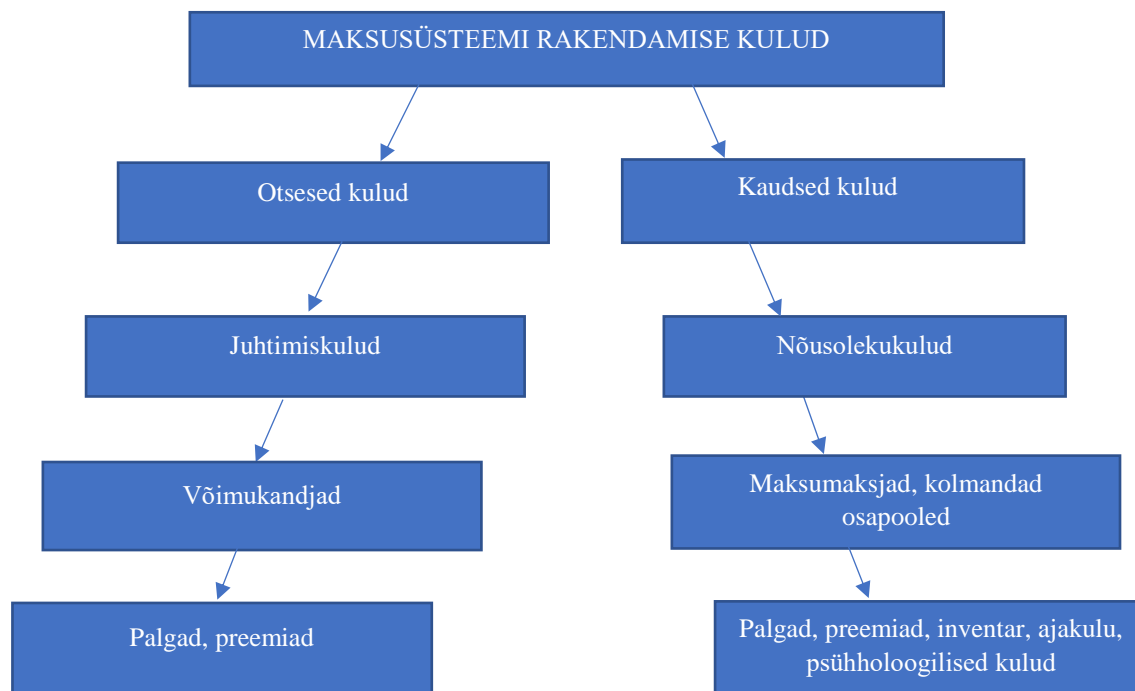 MAKSUSÜSTEEMI RAKENDAMISE KULUD
Otsesed kulud
Kaudsed kulud
Juhtimiskulud
Nõusolekukulud
Võimukandjad
Maksumaksjad, kolmandad
osapooled
Palgad, preemiad
Palgad, preemiad, inventar, ajakulu,
psühholoogilised kulud